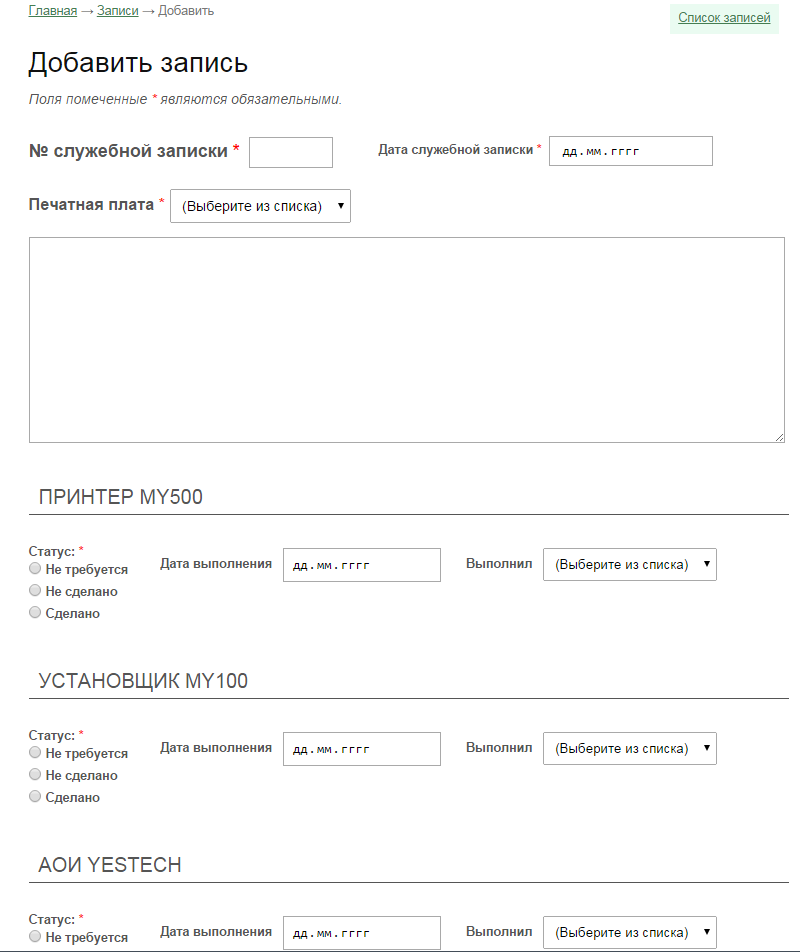 Главная → Записи → Добавить
Список записей
Добавить запись
Поля помеченные * являются обязательными.
№ служебной записки *
Дата служебной записки * дд.мм.гггг
Печатная плата * (Выберите из списка)
ПРИНТЕР MY500
Статус: *
Не требуется
Не сделано
Сделано
Дата выполнения дд.мм.гггг
Выполнил (Выберите из списка)
УСТАНОВЩИК MY100
Статус: *
Не требуется
Не сделано
Сделано
Дата выполнения дд.мм.гггг
Выполнил (Выберите из списка)
АОИ YESTECH
Статус: *
Не требуется
Дата выполнения дд.мм.гггг
Выполнил (Выберите из списка)